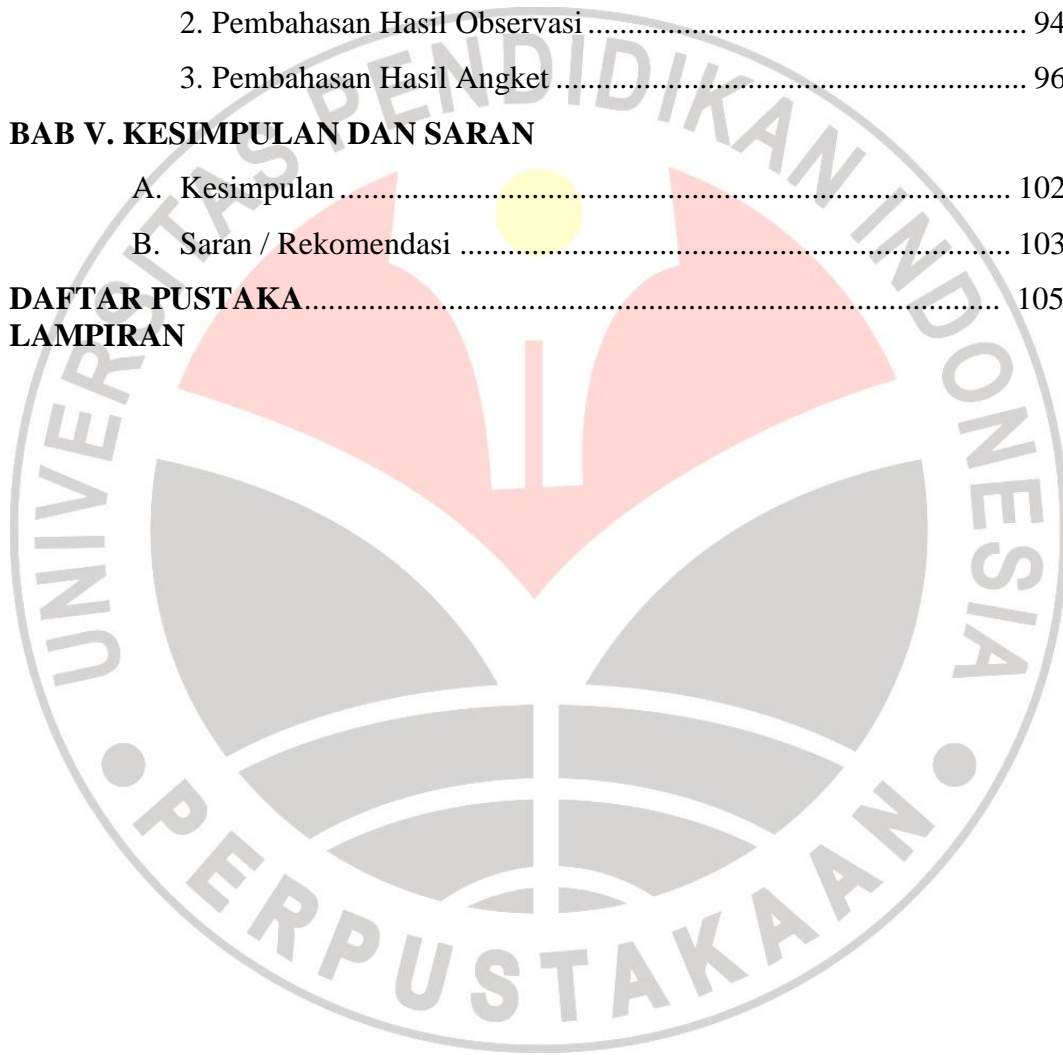 2. Pembahasan Hasil Observasi ........................................................ 94
3. Pembahasan Hasil Angket ............................................................ 96
BAB V. KESIMPULAN DAN SARAN
A. Kesimpulan ...................................................................................... 102
B. Saran / Rekomendasi ...................................................................... 103
DAFTAR PUSTAKA......................................................................................... 105
LAMPIRAN
UNIVERSITAS PENDIDIKAN INDONESIA
PERPUSTAKAAN